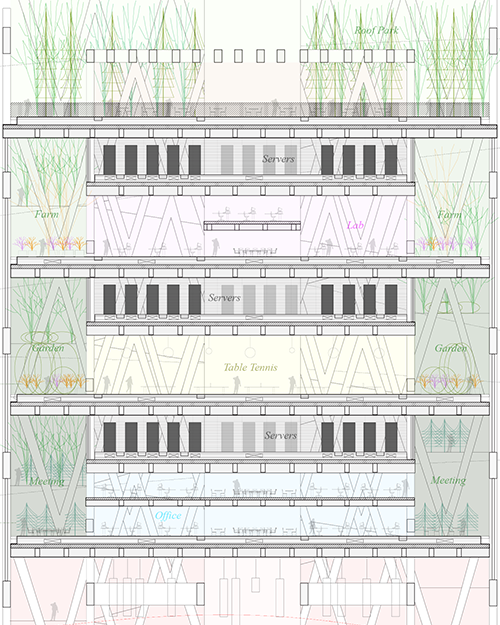 Roof Park
Servers
Farm
Lab
Farm
Servers
Garden
Garden
Table Tennis
Servers
Meeting
Meeting
Office